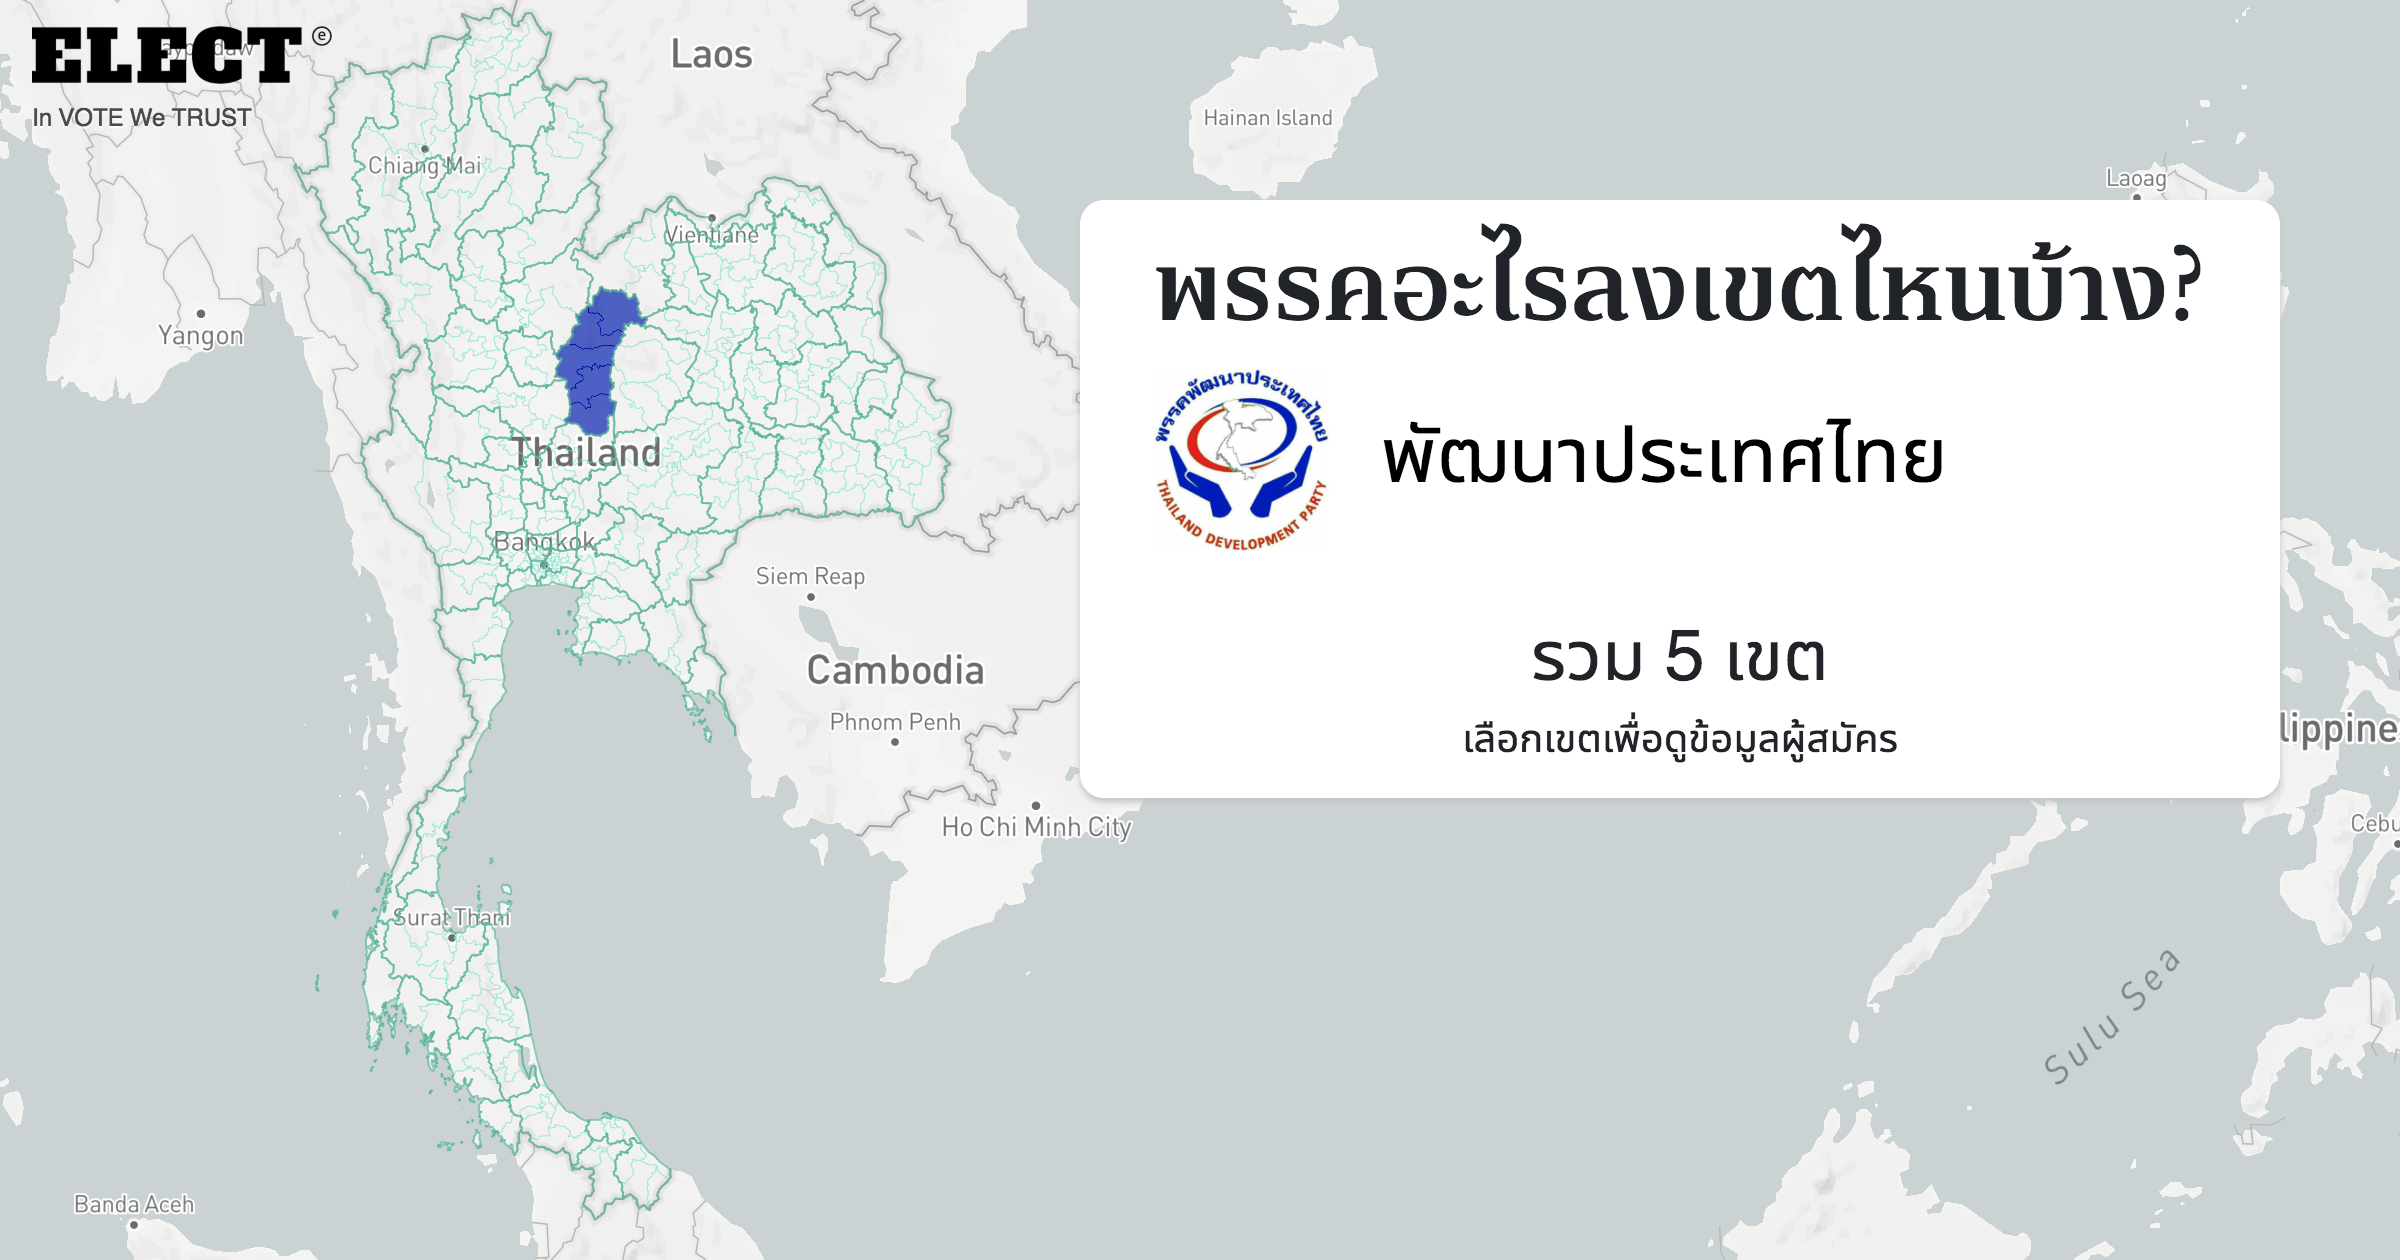 ELECT ⓔ
In VOTE We TRUST
Laos
Hainan Island
Chiang Mai
Laoag
Vientiane
Yangon
Thailand
Bangkok
Siem Reap
Cambodia
Phnom Penh
Ho Chi Minh City
Surat Thani
Banda Aceh
พรรคอะไรลงเขตไหนบ้าง?
พรรคพัฒนาประเทศไทย
THAILAND DEVELOPMENT PARTY
พัฒนาประเทศไทย
รวม 5 เขต
เลือกเขตเพื่อดูข้อมูลผู้สมัคร
lippine
Cebu
Sulu Sea